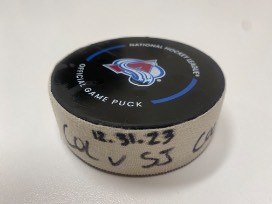 NATIONAL HOCKEY LEAGUE
OFFICIAL GAME PUCK
12.31.23
COL v SJ